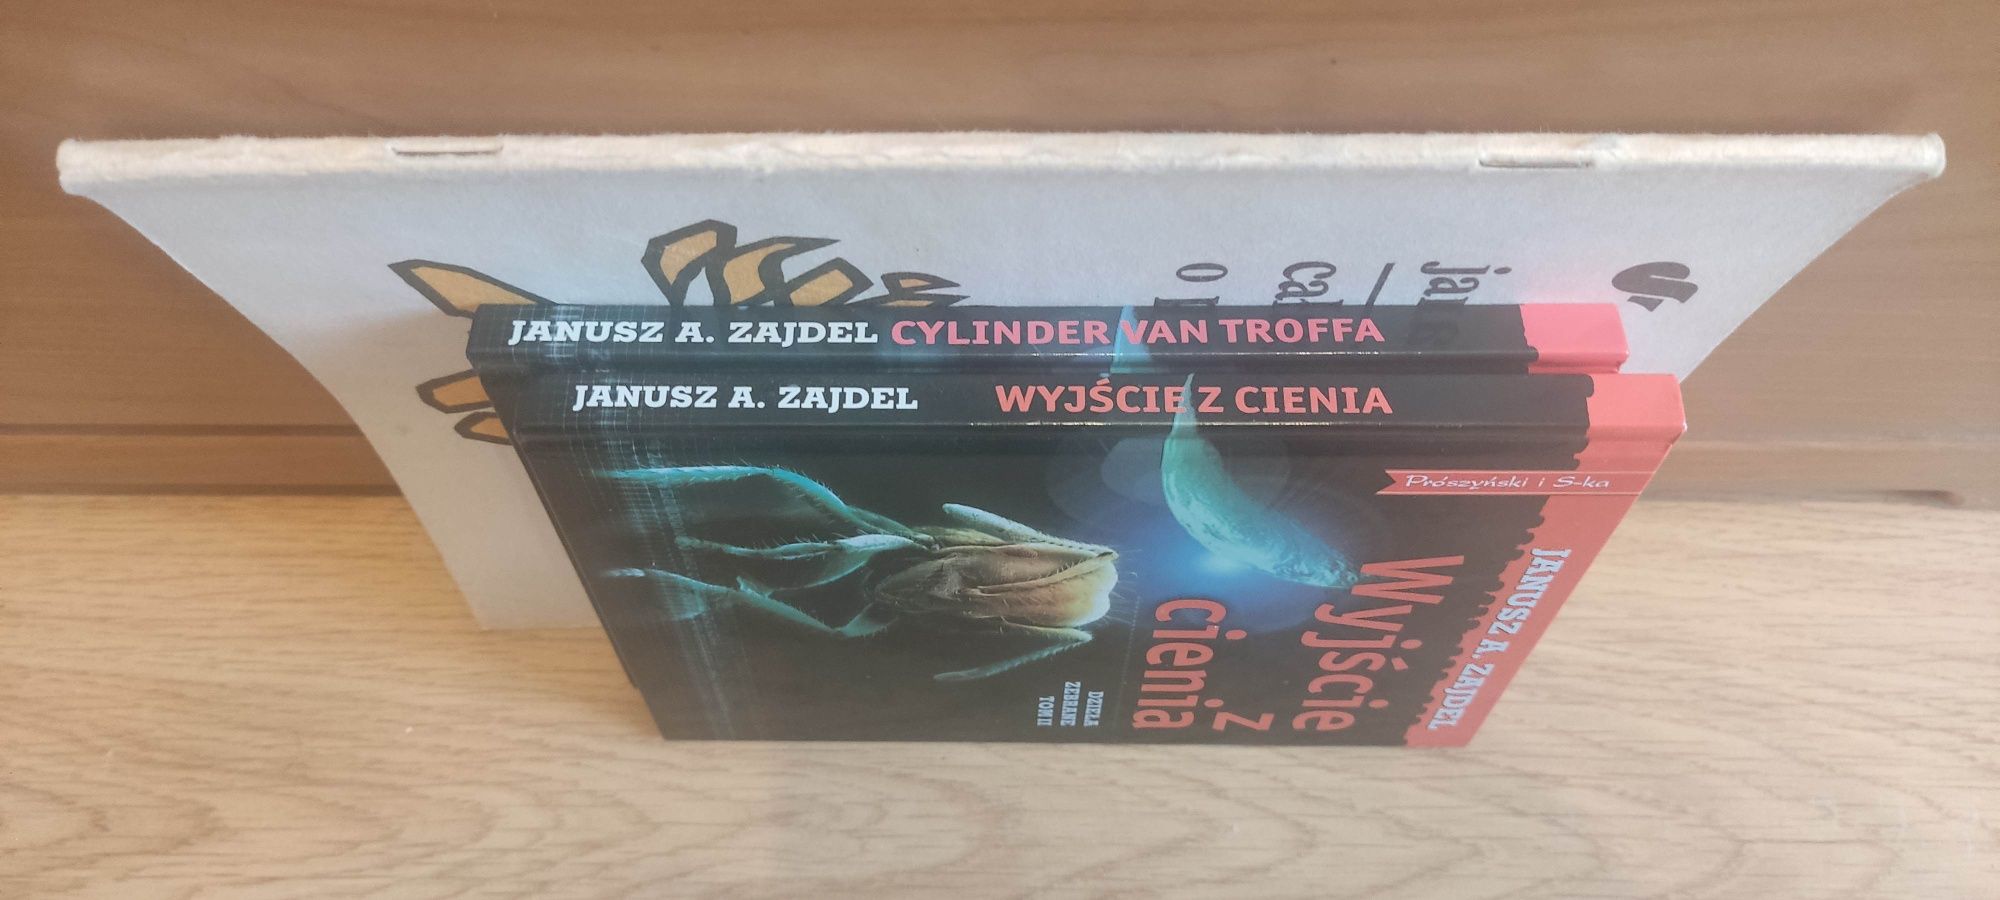 JANUSZ A. ZAJDEL CYLINDER VAN TROFFA
JANUSZ A. ZAJDEL WYJŚCIE Z CIENIA
Prószyński i S-ka
JANUSZ A. ZAJDEL
Wyjście
z
cienia
DZIEŁA
ZEBRANE
TOM II